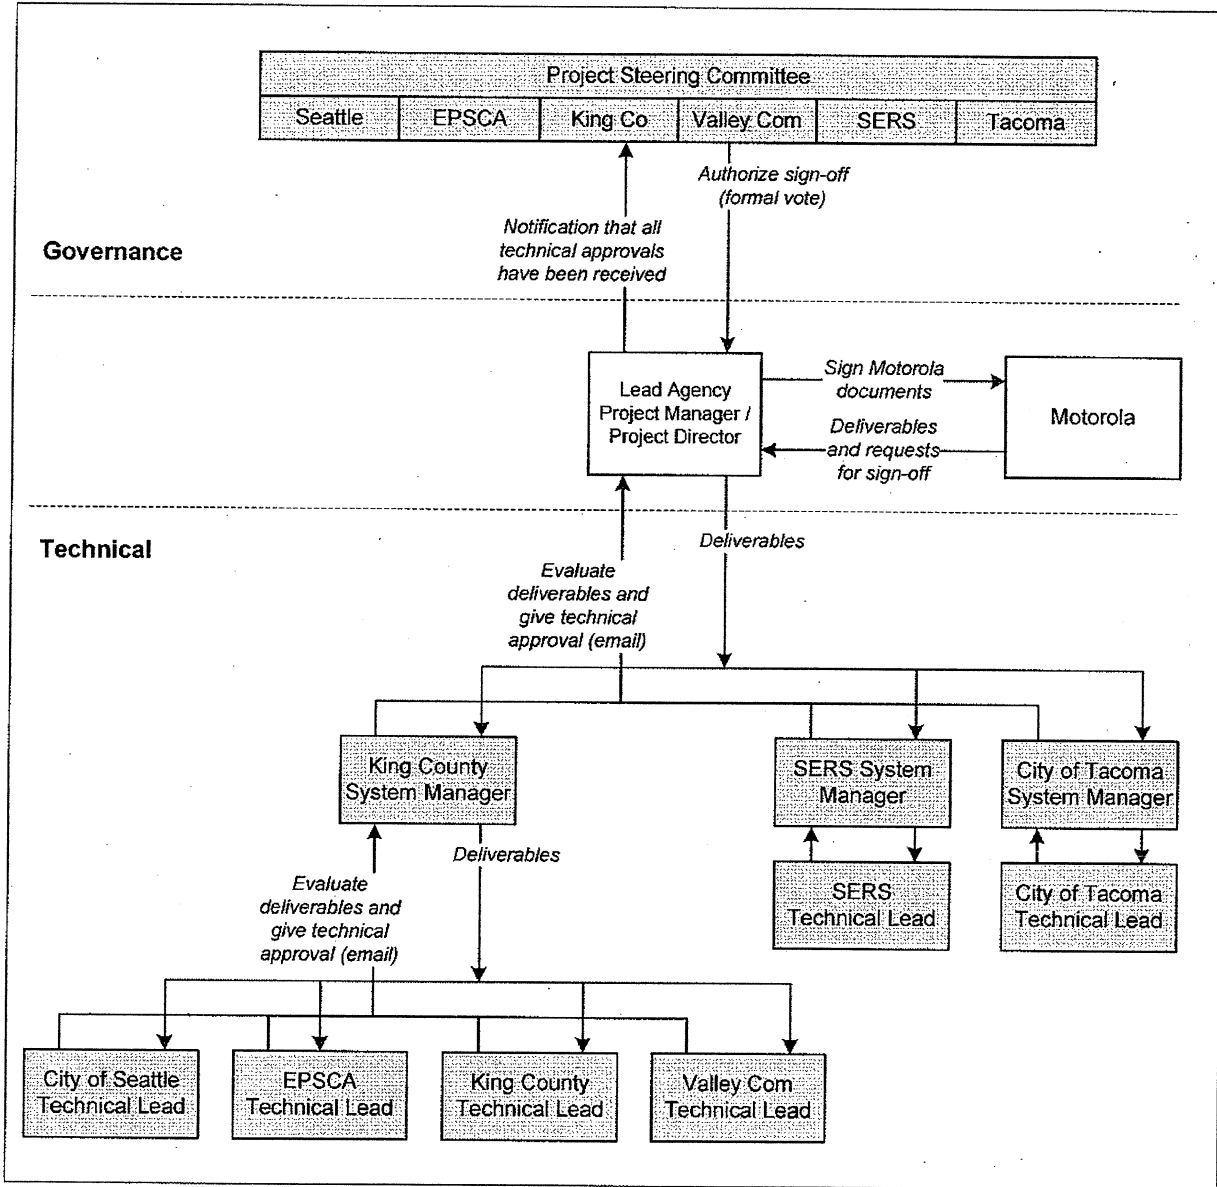 Project Steering Committee
Seattle EPSCA King Co Valley Com SERS Tacoma
Authorize sign-off
(formal vote)
Notification that all
technical approvals
have been received
Governance
Lead Agency
Project Manager /
Project Director
Sign Motorola
documents
Deliverables
and requests
for sign-off
Motorola
Technical
Deliverables
Evaluate
deliverables and
give technical
approval (email)
King County
System Manager
SERS System
Manager
City of Tacoma
System Manager
Deliverables
Evaluate
deliverables and
give technical
approval (email)
SERS
Technical Lead
City of Tacoma
Technical Lead
City of Seattle
Technical Lead
EPSCA
Technical Lead
King County
Technical Lead
Valley Com
Technical Lead